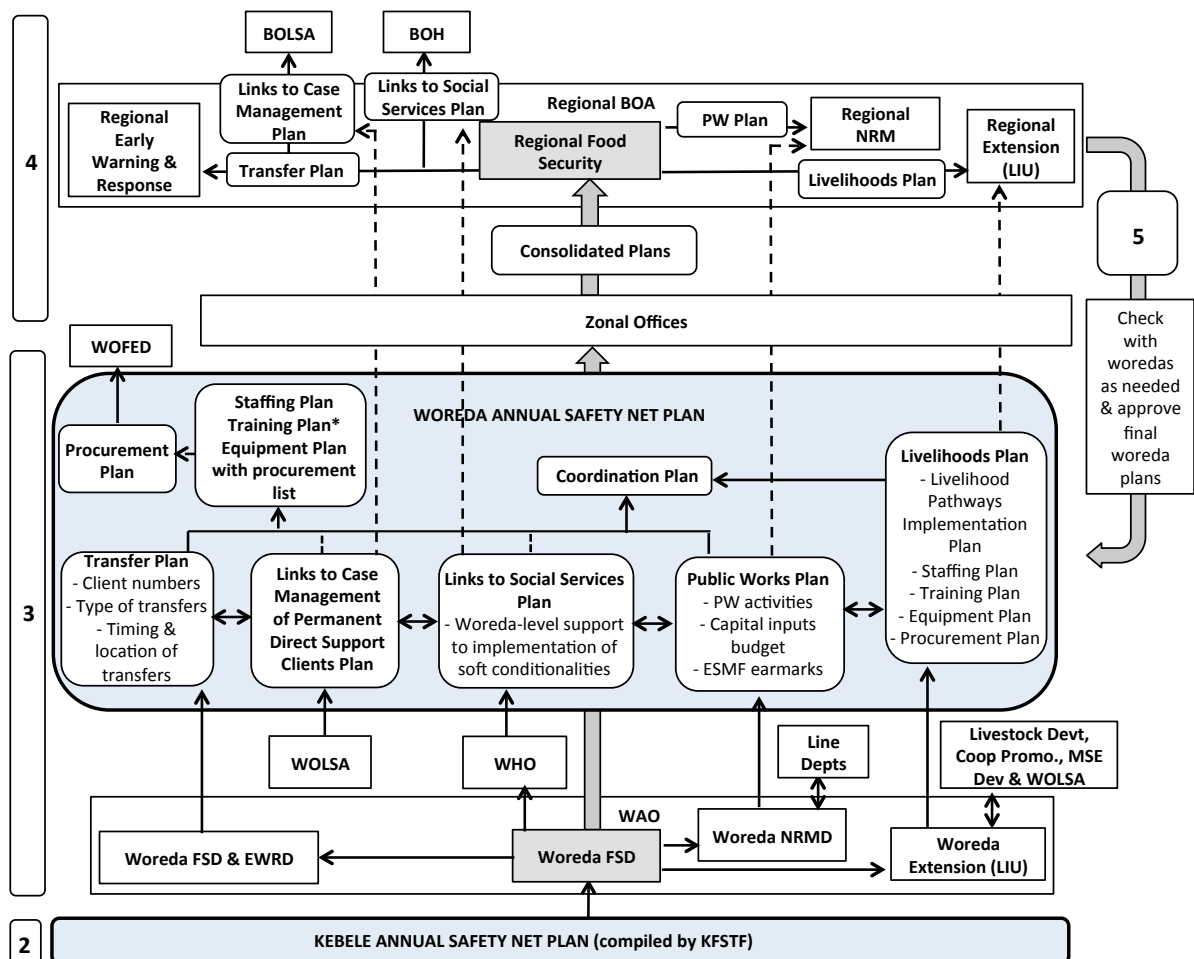 4
BOLSA
BOH
Links to Case
Management
Plan
Links to Social
Services Plan
Regional BOA
Regional
Early
Warning &
Response
Transfer Plan
Regional Food
Security
PW Plan
Regional
NRM
Livelihoods Plan
Regional
Extension
(LIU)
Consolidated Plans
5
Zonal Offices
Check
with
woredas
as needed
& approve
final
woreda
plans
3
WOFED
WOREDA ANNUAL SAFETY NET PLAN
Procurement
Plan
Staffing Plan
Training Plan*
Equipment Plan
with procurement
list
Coordination Plan
Livelihoods Plan
- Livelihood
Pathways
Implementation
Plan
- Staffing Plan
- Training Plan
- Equipment Plan
- Procurement Plan
Transfer Plan
- Client numbers
- Type of transfers
- Timing &
location of
transfers
Links to Case
Management
of Permanent
Direct Support
Clients Plan
Links to Social Services
Plan
- Woreda-level support
to implementation of
soft conditionalities
Public Works Plan
- PW activities
- Capital inputs
budget
- ESMF earmarks
WOLSA
WHO
Line
Depts
Livestock Devt,
Coop Promo., MSE
Dev & WOLSA
WAO
Woreda FSD & EWRD
Woreda FSD
Woreda NRMD
Woreda
Extension (LIU)
2
KEBELE ANNUAL SAFETY NET PLAN (compiled by KFSTF)